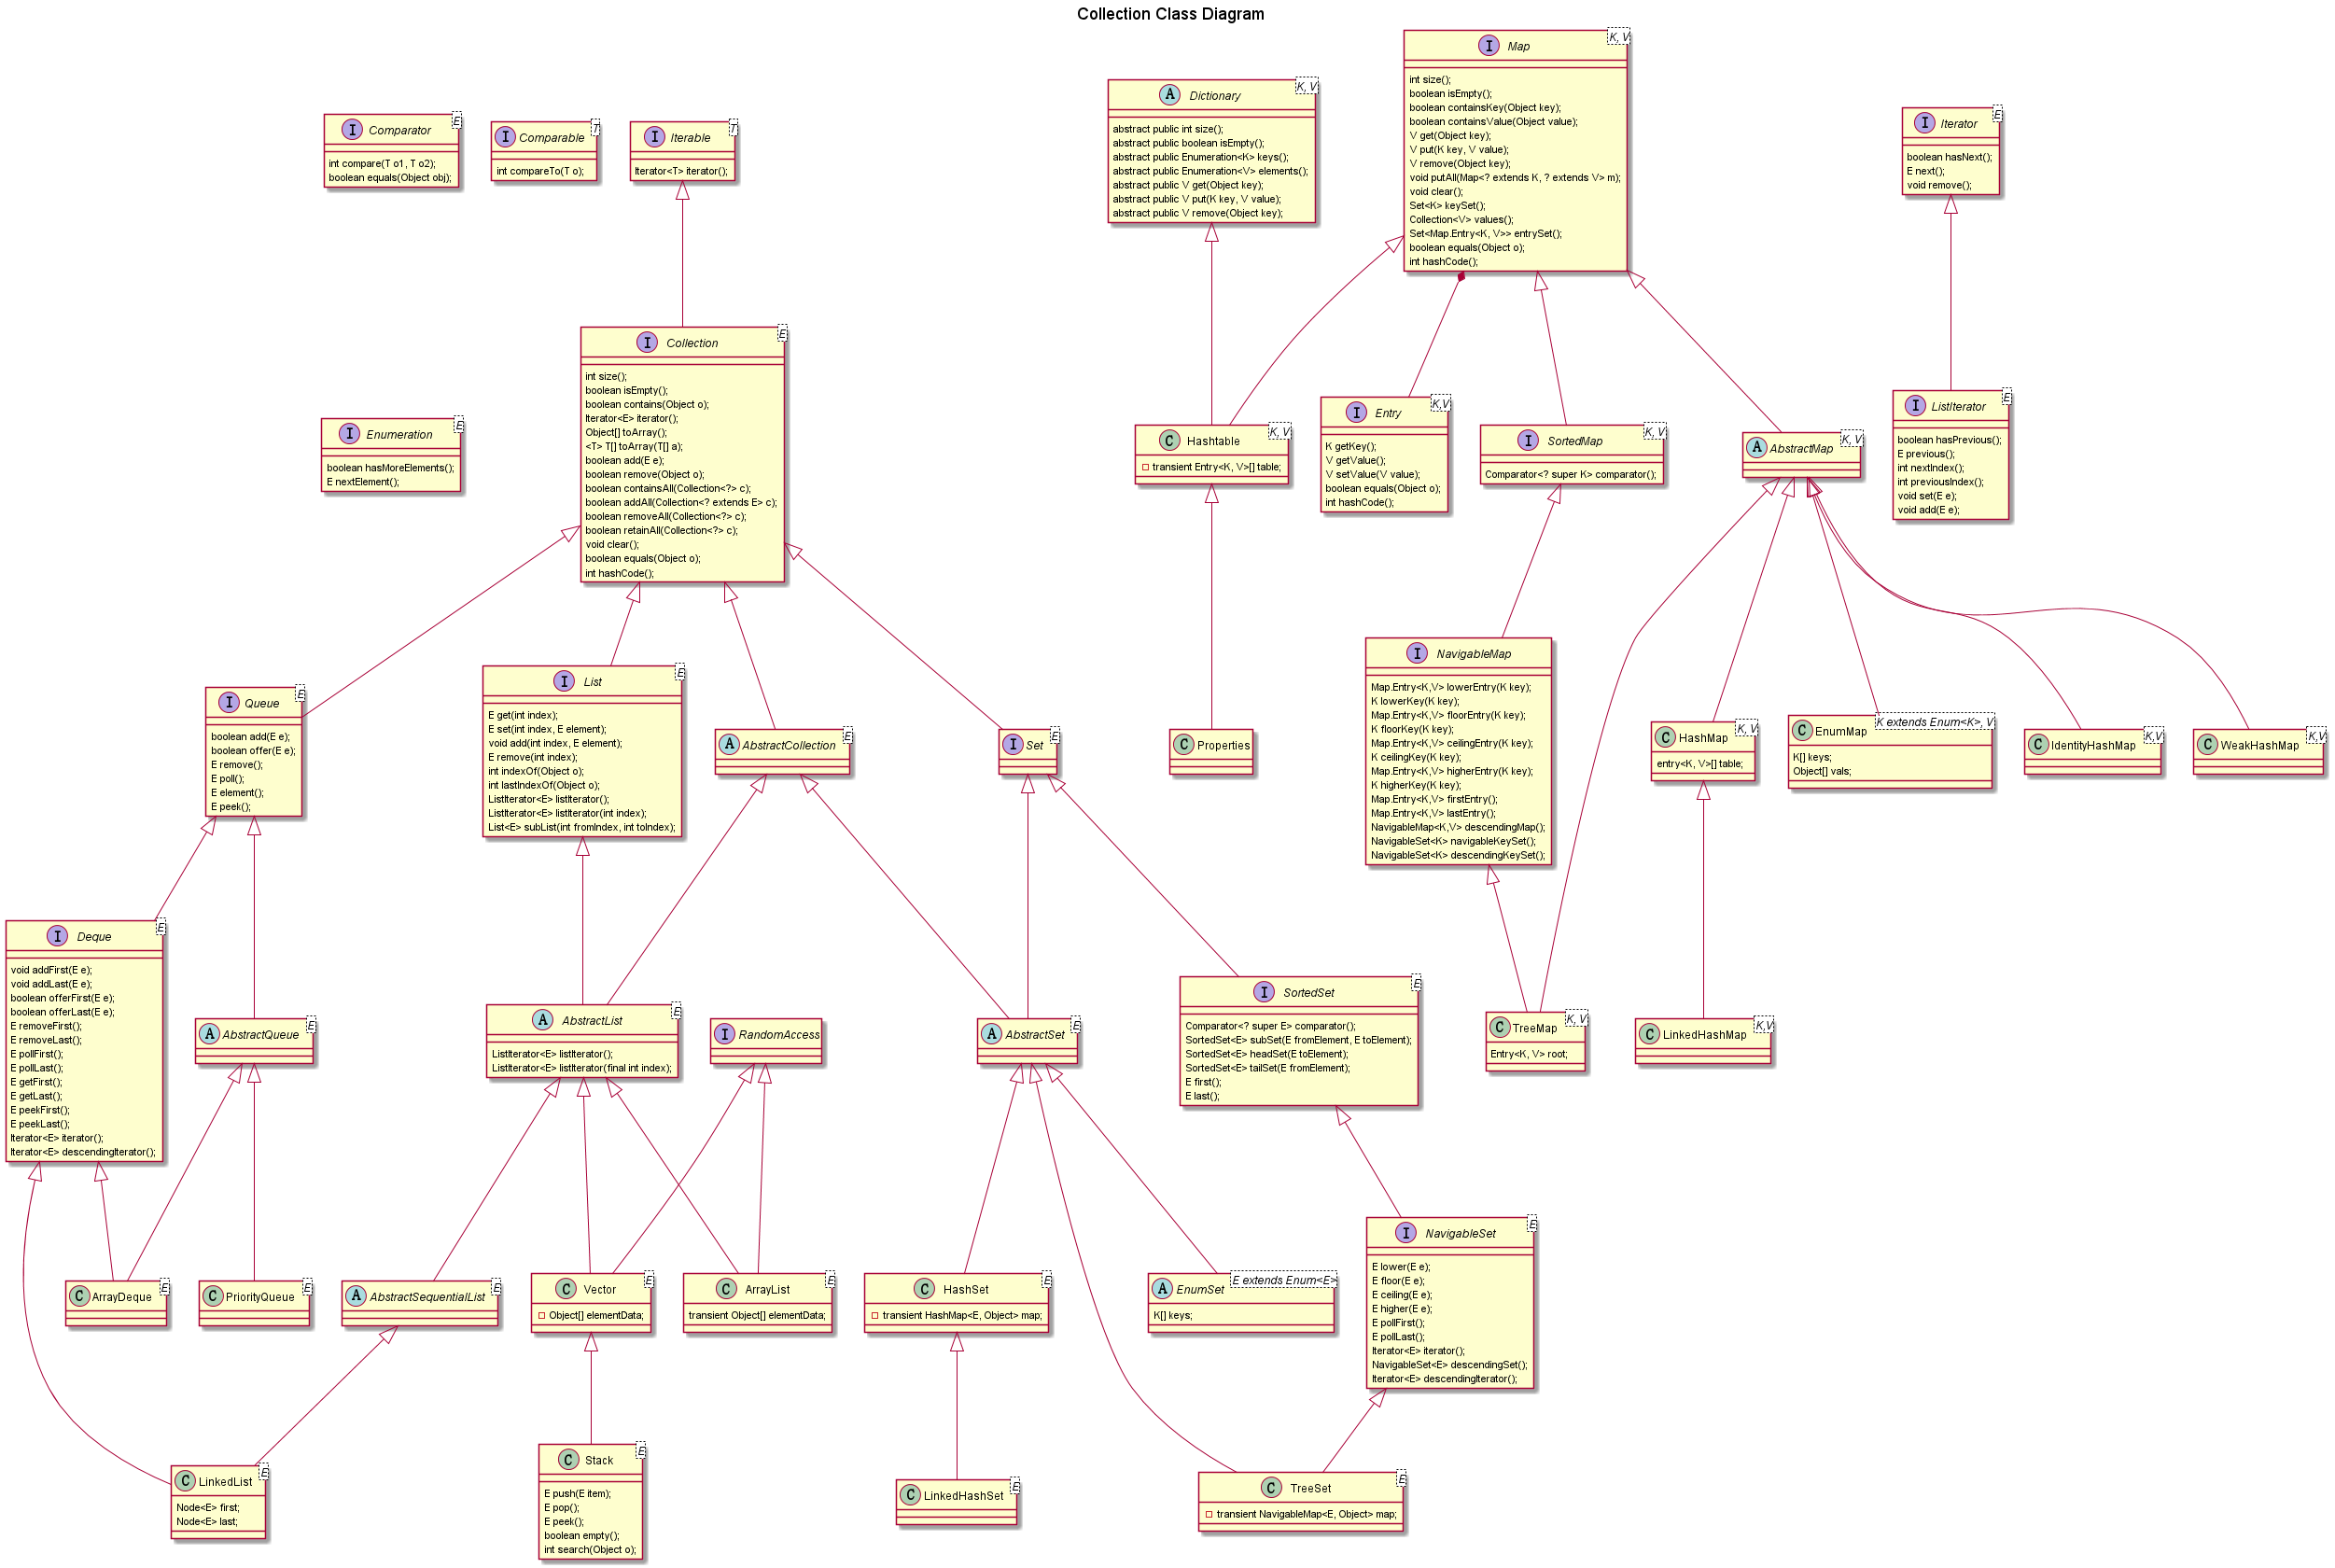 Collection Class Diagram
I Map K, V
int size();
boolean isEmpty();
boolean containsKey(Object key);
boolean containsValue(Object value);
V get(Object key);
V put(K key, V value);
V remove(Object key);
void putAll(Map<? extends K, ? extends V> m);
void clear();
Set<K> keySet();
Collection<V> values();
Set<Map.Entry<K, V>> entrySet();
boolean equals(Object o);
int hashCode();
A Dictionary K, V
abstract public int size();
abstract public boolean isEmpty();
abstract public Enumeration<K> keys();
abstract public Enumeration<V> elements();
abstract public V get(Object key);
abstract public V put(K key, V value);
abstract public V remove(Object key);
I Comparator E
int compare(T o1, T o2);
boolean equals(Object obj);
I Comparable T
int compareTo(T o);
I Iterable T
Iterator<T> iterator();
I Iterator E
boolean hasNext();
E next();
void remove();
I Collection E
int size();
boolean isEmpty();
boolean contains(Object o);
Iterator<E> iterator();
Object[] toArray();
<T> T[] toArray(T[] a);
boolean add(E e);
boolean remove(Object o);
boolean containsAll(Collection<?> c);
boolean addAll(Collection<? extends E> c);
boolean removeAll(Collection<?> c);
boolean retainAll(Collection<?> c);
void clear();
boolean equals(Object o);
int hashCode();
I Enumeration E
boolean hasMoreElements();
E nextElement();
C Hashtable K, V
transient Entry<K, V>[] table;
I Entry K,V
K getKey();
V getValue();
V setValue(V value);
boolean equals(Object o);
int hashCode();
I SortedMap K, V
Comparator<? super K> comparator();
A AbstractMap K, V
I ListIterator E
boolean hasPrevious();
E previous();
int nextIndex();
int previousIndex();
void set(E e);
void add(E e);
I Queue E
boolean add(E e);
boolean offer(E e);
E remove();
E poll();
E element();
E peek();
I List E
E get(int index);
E set(int index, E element);
void add(int index, E element);
E remove(int index);
int indexOf(Object o);
int lastIndexOf(Object o);
ListIterator<E> listIterator();
ListIterator<E> listIterator(int index);
List<E> subList(int fromIndex, int toIndex);
A AbstractCollection E
I Set E
C Properties
I NavigableMap
Map.Entry<K,V> lowerEntry(K key);
K lowerKey(K key);
Map.Entry<K,V> floorEntry(K key);
K floorKey(K key);
Map.Entry<K,V> ceilingEntry(K key);
K ceilingKey(K key);
Map.Entry<K,V> higherEntry(K key);
K higherKey(K key);
Map.Entry<K,V> firstEntry();
Map.Entry<K,V> lastEntry();
NavigableMap<K,V> descendingMap();
NavigableSet<K> navigableKeySet();
NavigableSet<K> descendingKeySet();
C HashMap K, V
entry<K, V>[] table;
C EnumMap K extends Enum<K>, V
K[] keys;
Object[] vals;
C IdentityHashMap K,V
C WeakHashMap K,V
I Deque E
void addFirst(E e);
void addLast(E e);
boolean offerFirst(E e);
boolean offerLast(E e);
E removeFirst();
E removeLast();
E pollFirst();
E pollLast();
E getFirst();
E getLast();
E peekFirst();
E peekLast();
Iterator<E> iterator();
Iterator<E> descendingIterator();
A AbstractQueue E
A AbstractList E
ListIterator<E> listIterator();
ListIterator<E> listIterator(final int index);
I RandomAccess
A AbstractSet E
I SortedSet E
Comparator<? super E> comparator();
SortedSet<E> subSet(E fromElement, E toElement);
SortedSet<E> headSet(E toElement);
SortedSet<E> tailSet(E fromElement);
E first();
E last();
C TreeMap K, V
Entry<K, V> root;
C LinkedHashMap K,V
C ArrayDeque E
C PriorityQueue E
A AbstractSequentialList E
C Vector E
Object[] elementData;
C ArrayList E
transient Object[] elementData;
C HashSet E
transient HashMap<E, Object> map;
A EnumSet E extends Enum<E>
K[] keys;
I NavigableSet E
E lower(E e);
E floor(E e);
E ceiling(E e);
E higher(E e);
E pollFirst();
E pollLast();
Iterator<E> iterator();
NavigableSet<E> descendingSet();
Iterator<E> descendingIterator();
C LinkedList E
Node<E> first;
Node<E> last;
C Stack E
E push(E item);
E pop();
E peek();
boolean empty();
int search(Object o);
C LinkedHashSet E
C TreeSet E
transient NavigableMap<E, Object> map;